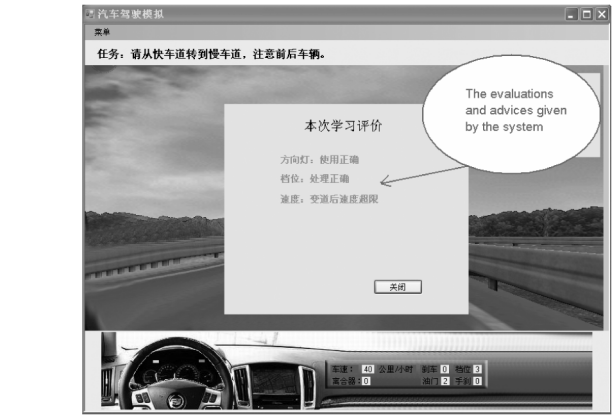 汽车驾驶模拟
菜单
任务：请从快车道转到慢车道，注意前后车辆。
The evaluations
and advices given
by the system
本次学习评价
方向灯：使用正确
档位：处理正确
速度：变道后速度超限
关闭
车速： 40 公里/小时 刹车 0 档位 3
离合器：0 油门 2 手刹 0